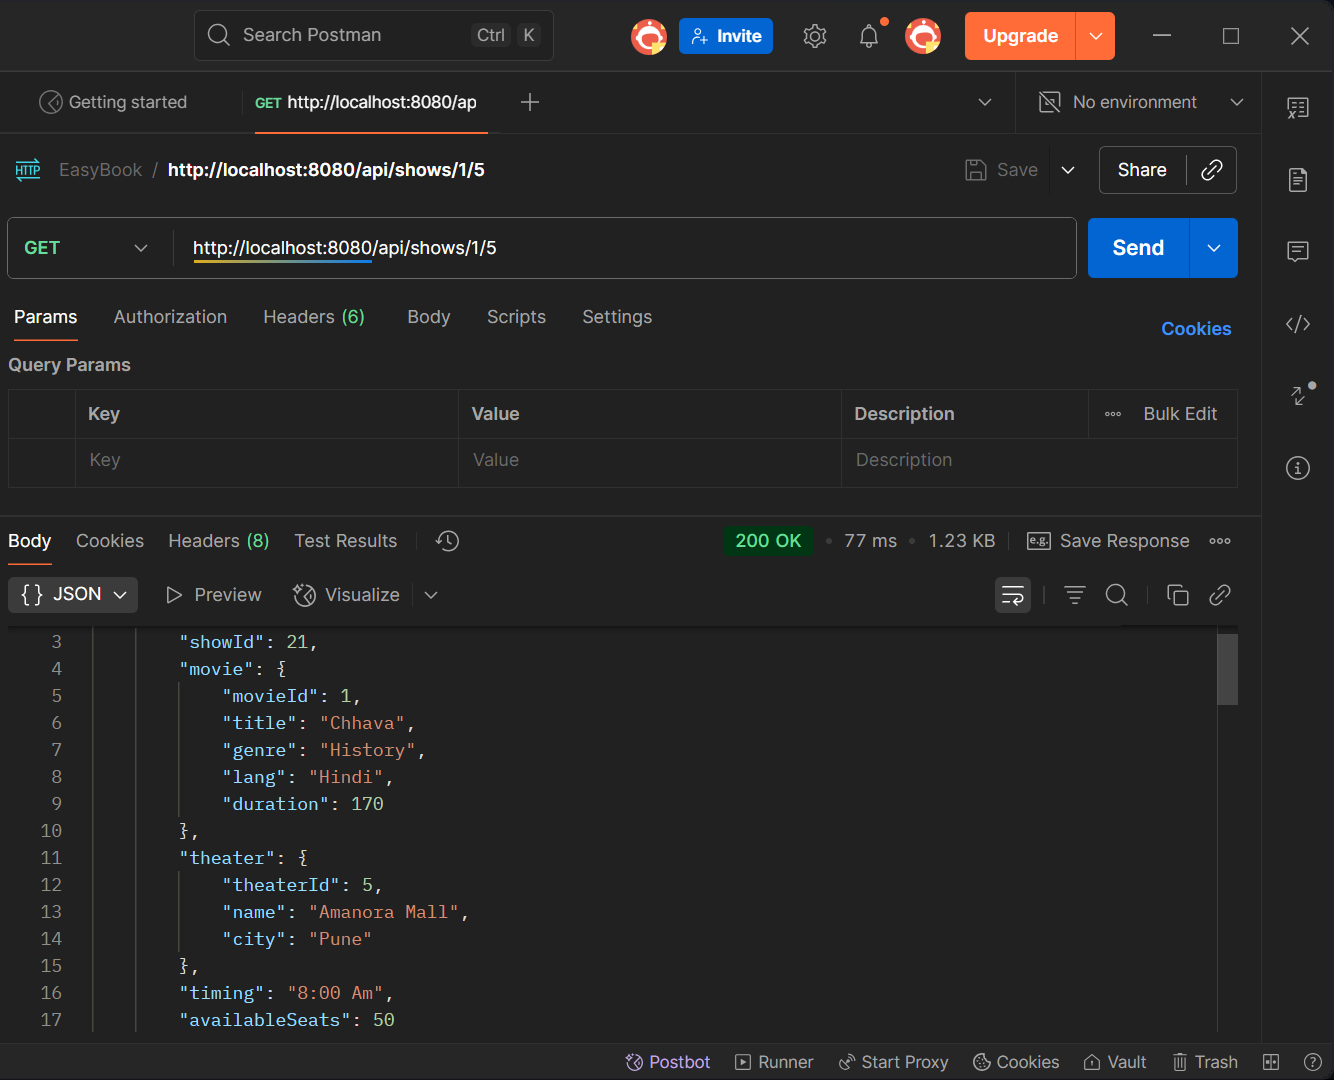 Search Postman Ctrl K Invite Upgrade
Getting started GET http://localhost:8080/ap No environment
HTTP EasyBook / http://localhost:8080/api/shows/1/5 Save Share
GET http://localhost:8080/api/shows/1/5 Send
Params Authorization Headers (6) Body Scripts Settings Cookies
Query Params
Key Value Description Bulk Edit
Key Value Description
Body Cookies Headers (8) Test Results 200 OK 77 ms 1.23 KB e.g. Save Response
{} JSON Preview Visualize
3 "showId": 21,
4 "movie": {
5 "movieId": 1,
6 "title": "Chhava",
7 "genre": "History",
8 "lang": "Hindi",
9 "duration": 170
10 },
11 "theater": {
12 "theaterId": 5,
13 "name": "Amanora Mall",
14 "city": "Pune"
15 },
16 "timing": "8:00 Am",
17 "availableSeats": 50
Postbot Runner Start Proxy Cookies Vault Trash